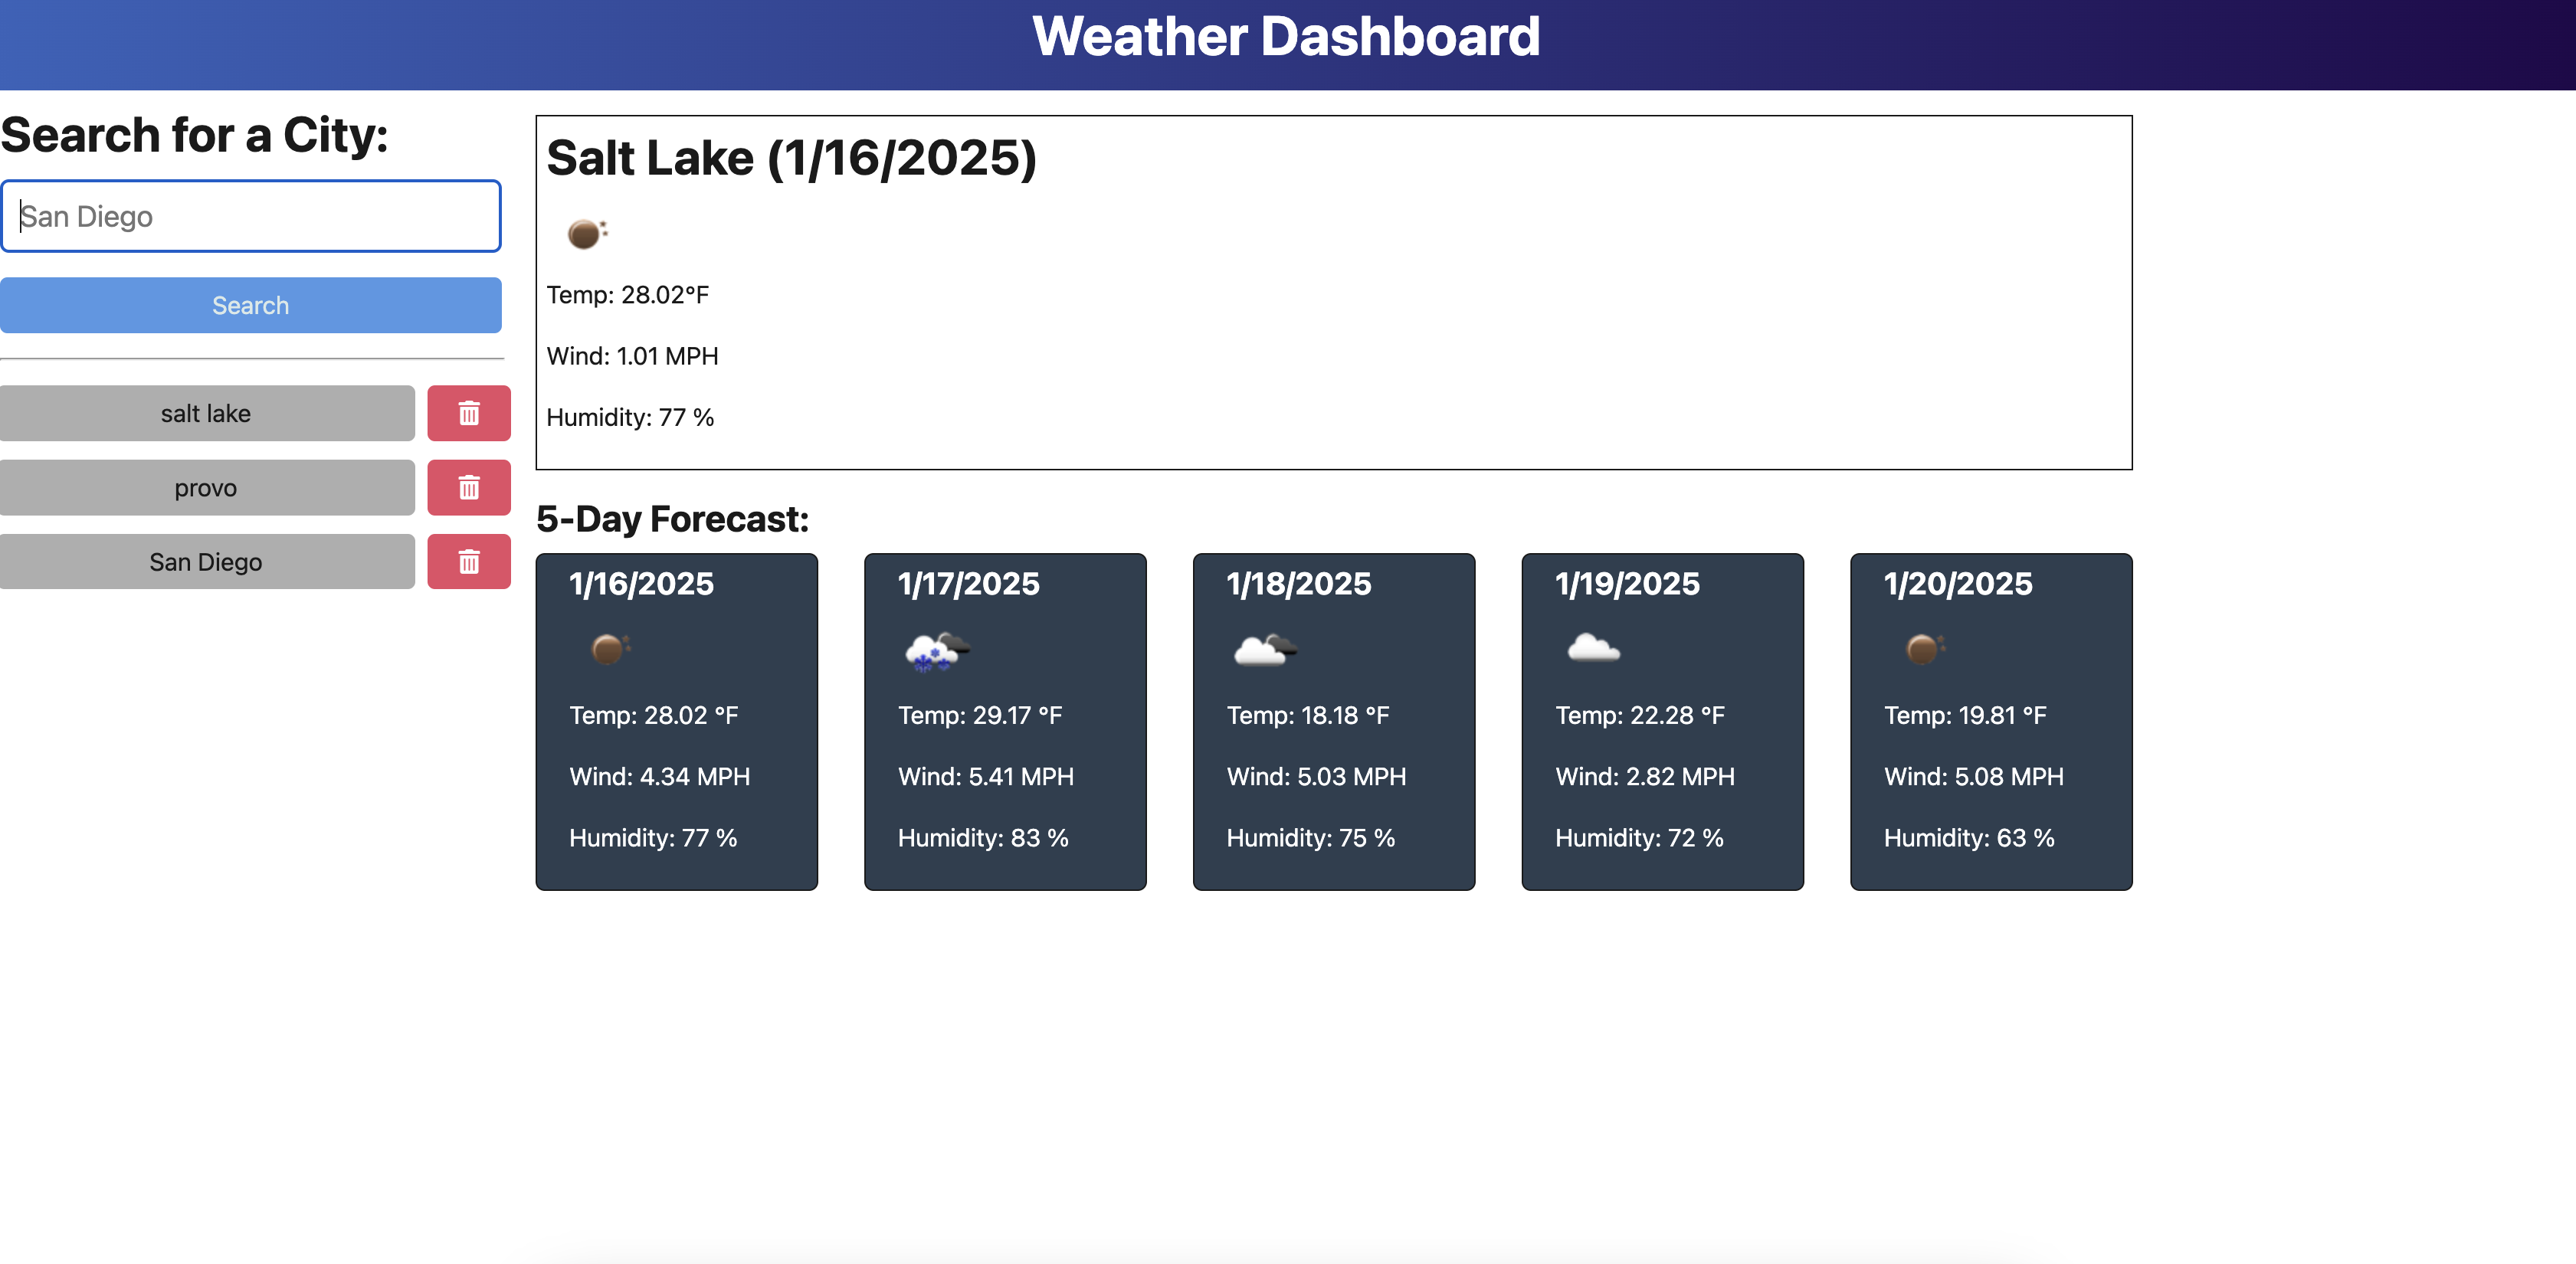 Weather Dashboard
Search for a City:
San Diego
Search
salt lake
provo
San Diego
Salt Lake (1/16/2025)
Temp: 28.02°F
Wind: 1.01 MPH
Humidity: 77 %
5-Day Forecast:
1/16/2025
Temp: 28.02 °F
Wind: 4.34 MPH
Humidity: 77 %
1/17/2025
Temp: 29.17 °F
Wind: 5.41 MPH
Humidity: 83 %
1/18/2025
Temp: 18.18 °F
Wind: 5.03 MPH
Humidity: 75 %
1/19/2025
Temp: 22.28 °F
Wind: 2.82 MPH
Humidity: 72 %
1/20/2025
Temp: 19.81 °F
Wind: 5.08 MPH
Humidity: 63 %